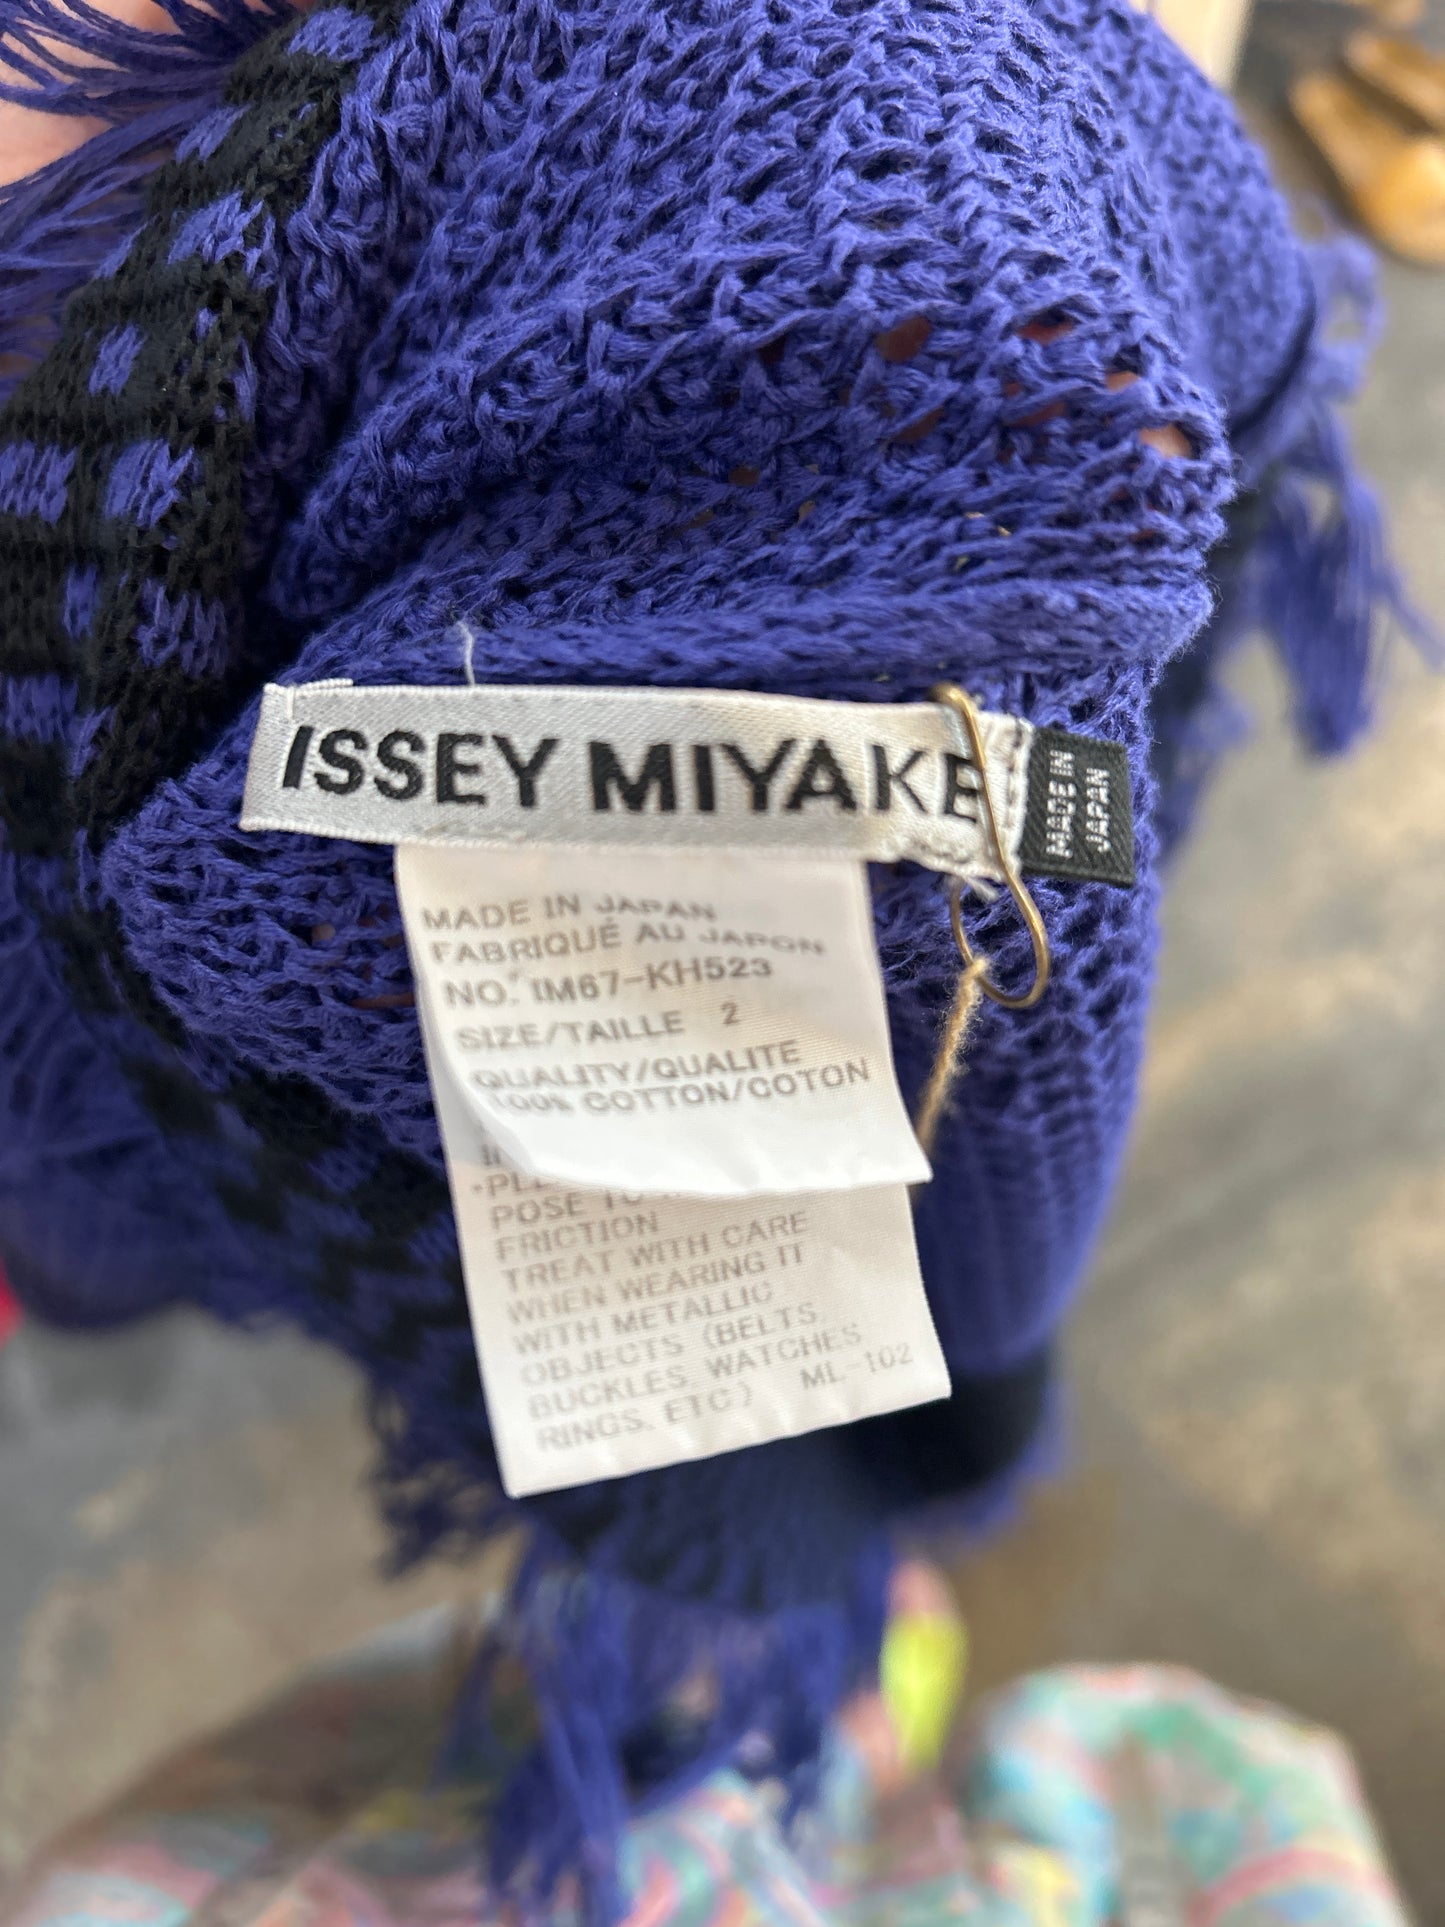 ISSEY MIYAKE
MADE IN
JAPAN
MADE IN JAPAN
FABRIQUÉ AU JAPON
NO. IM67-KH523
SIZE/TAILLE 2
QUALITY/QUALITE
100% COTTON/COTON
POSE TO
FRICTION
TREAT WITH CARE
WHEN WEARING IT
WITH METALLIC
OBJECTS (BELTS,
BUCKLES, WATCHES,
RINGS, ETC.) ML-102